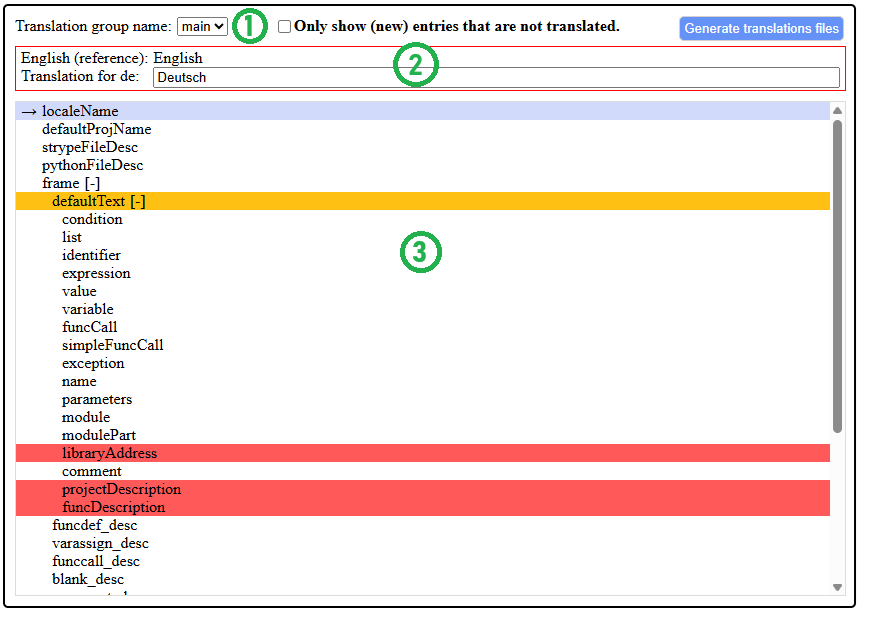 Translation group name: main 1 Only show (new) entries that are not translated. Generate translations files
English (reference): English 2
Translation for de: Deutsch
→ localeName
defaultProjName
strypeFileDesc
pythonFileDesc
frame [-]
defaultText [-]
condition
list
identifier
3
expression
value
variable
funcCall
simpleFuncCall
exception
name
parameters
module
modulePart
libraryAddress
comment
projectDescription
funcDescription
funcdef_desc
varassign_desc
funccall_desc
blank_desc